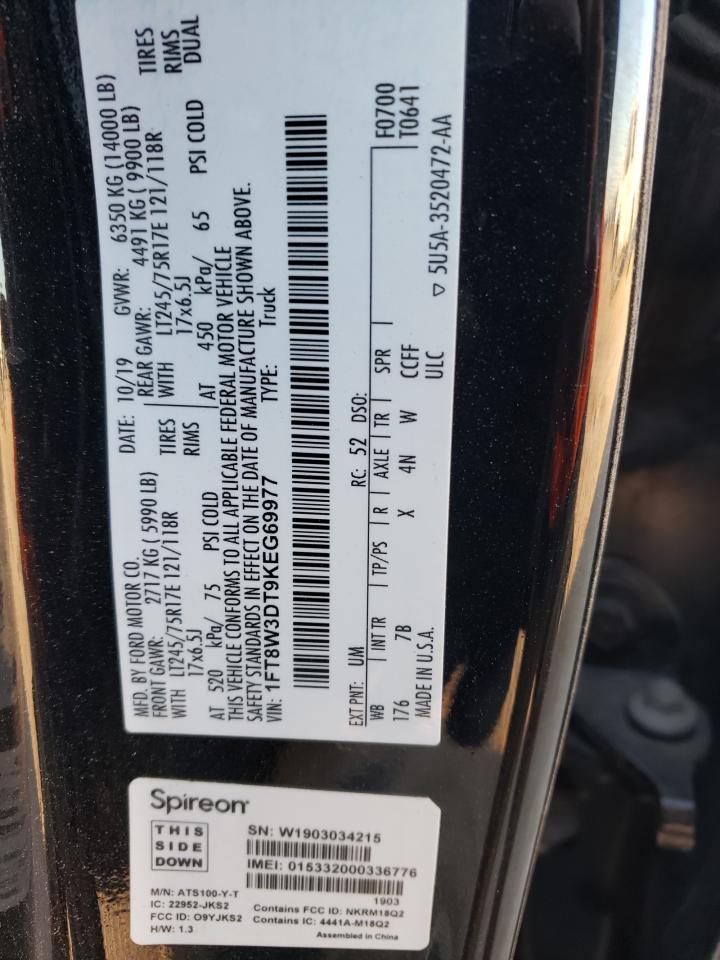 MFD. BY FORD MOTOR CO.
DATE: 10/19 GVWR: 6350 KG (14000 LB)
FRONT GAWR: 2717 KG ( 5990 LB)
REAR GAWR: 4491 KG ( 9900 LB)
WITH LT245/75R17E 121/118R TIRES
WITH LT245/75R17E 121/118R TIRES
17x6.5J RIMS
17x6.5J RIMS
AT 520 kPa/ 75 PSI COLD
AT 450 kPa/ 65 PSI COLD DUAL
THIS VEHICLE CONFORMS TO ALL APPLICABLE FEDERAL MOTOR VEHICLE
SAFETY STANDARDS IN EFFECT ON THE DATE OF MANUFACTURE SHOWN ABOVE.
VIN: 1FT8W3DT9KEG69977 TYPE: Truck
EXT PNT: UM RC: 52 DSO:
F0700
WB INT TR TP/PS R AXLE TR SPR
T0641
176 7B X 4N W CCFF
MADE IN U.S.A. ULC
▽ 5U5A-3520472-AA
Spireon
THIS
SIDE
DOWN
SN: W1903034215
IMEI: 015332000336776
1903
M/N: ATS100-Y-T
IC: 22952-JKS2
FCC ID: O9YJKS2
H/W: 1.3
Contains FCC ID: NKRM18Q2
Contains IC: 4441A-M18Q2
Assembled in China